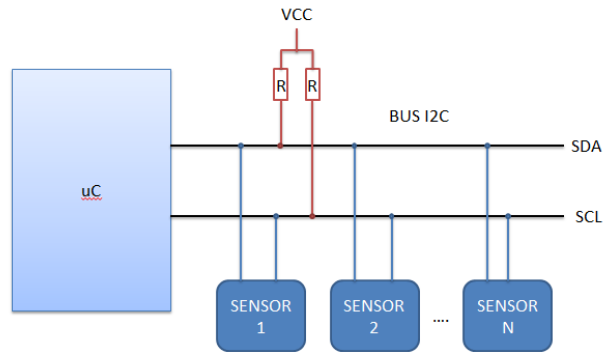 VCC
R R
BUS I2C
SDA
uC
SCL
SENSOR
1
SENSOR
2
....
SENSOR
N